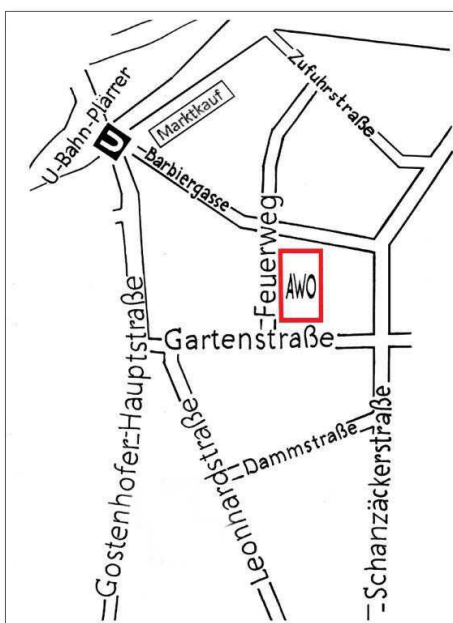 Zufuhrstraße
U-Bahn-Plärrer
Marktkauf
U
Barbiergasse
Feuerweg
AWO
Gartenstraße
Gostenhofer-Hauptstraße
Leonhardstraße
Dammstraße
Schanzäckerstraße